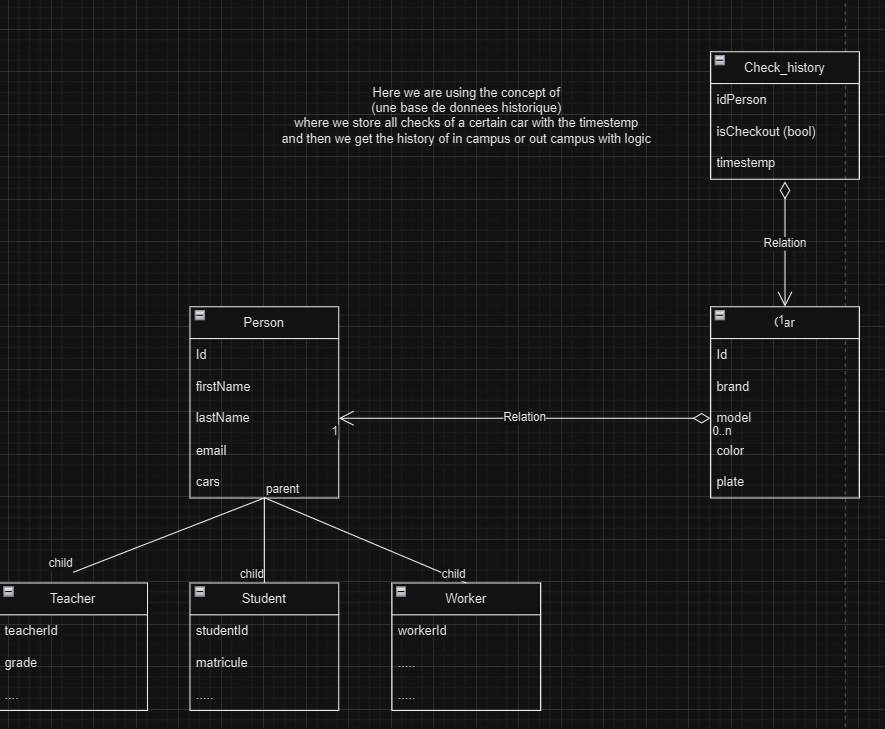 Check_history
idPerson
isCheckout (bool)
timestemp
Here we are using the concept of
(une base de donnees historique)
where we store all checks of a certain car with the timestemp
and then we get the history of in campus or out campus with logic
Relation
Person
Id
firstName
lastName
1
email
cars
parent
Relation
1
Car
Id
brand
model
0..n
color
plate
child
child
child
Teacher
teacherId
grade
....
Student
studentId
matricule
.....
Worker
workerId
.....
.....